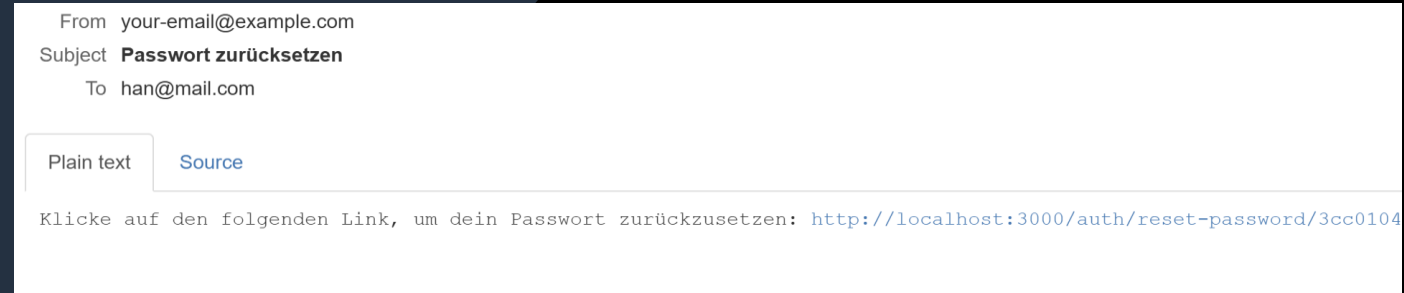 From your-email@example.com
Subject Passwort zurücksetzen
To han@mail.com
Plain text Source
Klicke auf den folgenden Link, um dein Passwort zurückzusetzen: http://localhost:3000/auth/reset-password/3cc0104